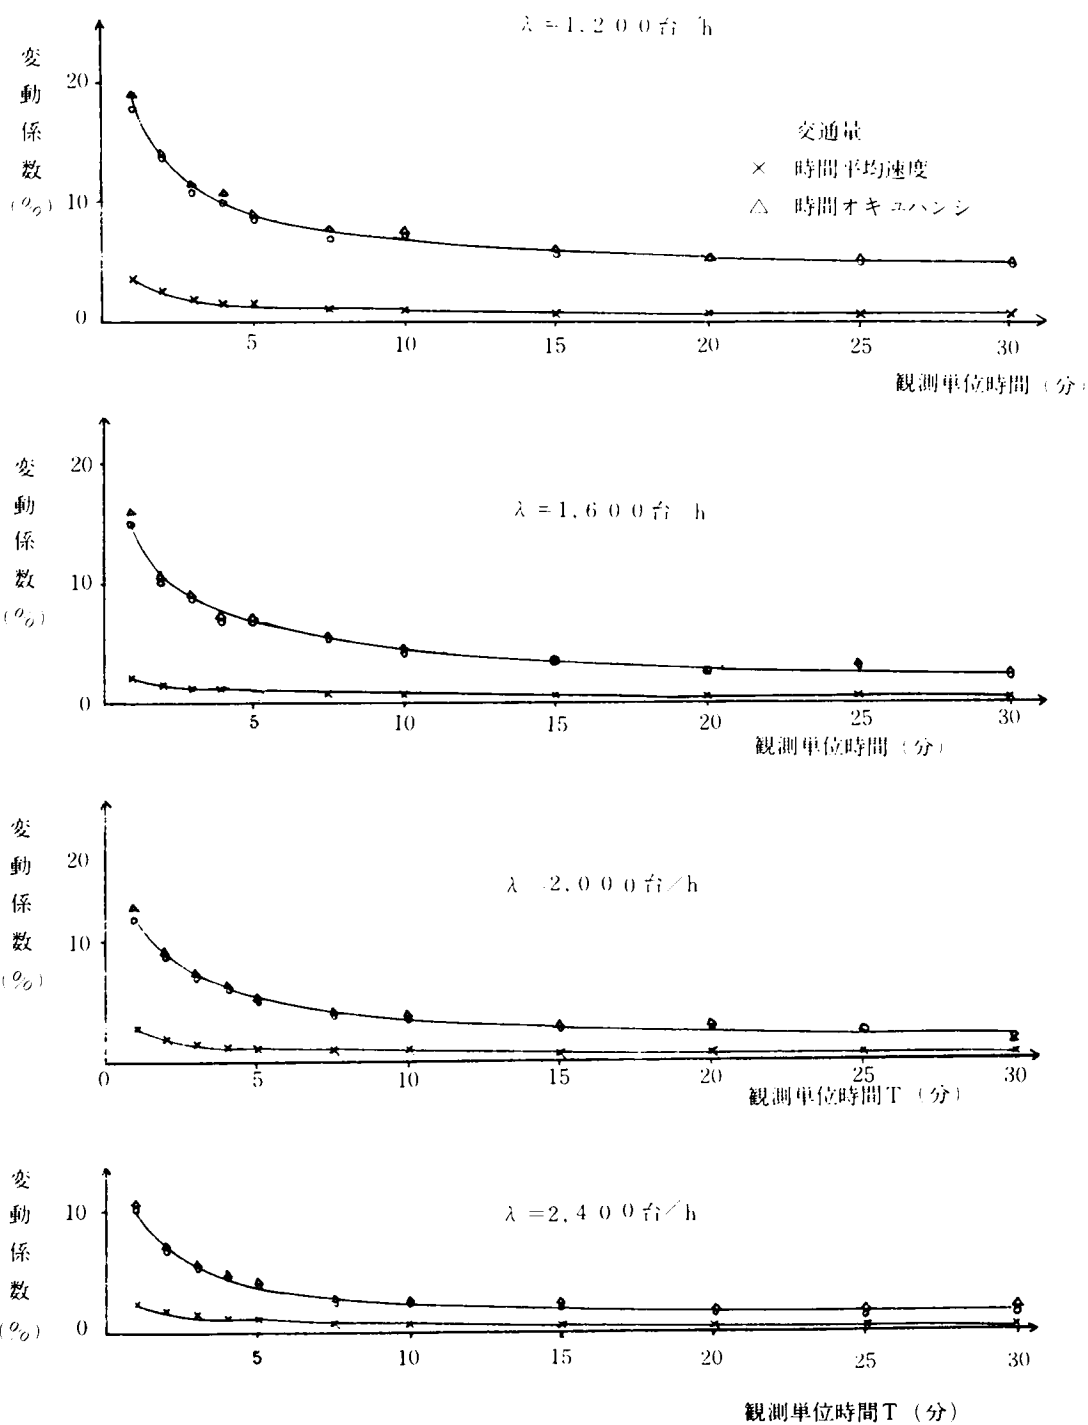 λ=1,200台/h
変動係数(%)
20
10
0
交通量
× 時間平均速度
△ 時間オキュパンシ
5 10 15 20 25 30
観測単位時間(分)
λ=1,600台/h
変動係数(%)
20
10
0
5 10 15 20 25 30
観測単位時間(分)
λ=2,000台/h
変動係数(%)
20
10
0 5 10 15 20 25 30
観測単位時間T(分)
λ=2,400台/h
変動係数(%)
10
0
5 10 15 20 25 30
観測単位時間T(分)